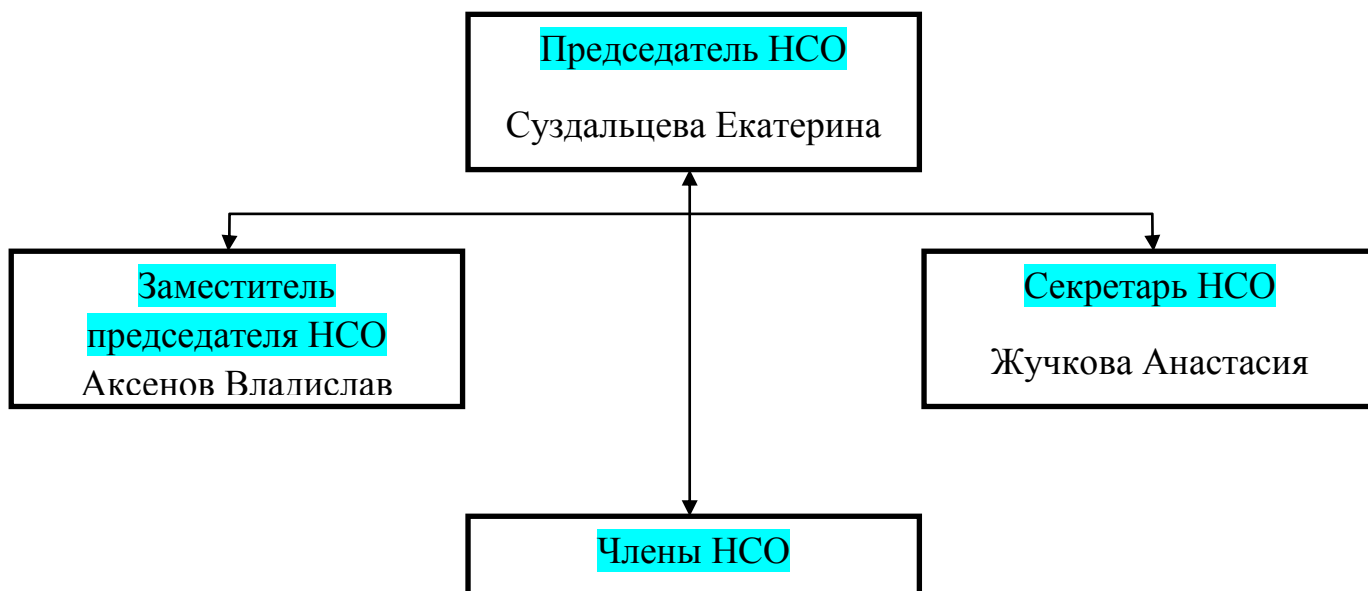 Председатель НСО
Суздальцева Екатерина
Заместитель
председателя НСО
Аксенов Владислав
Секретарь НСО
Жучкова Анастасия
Члены НСО